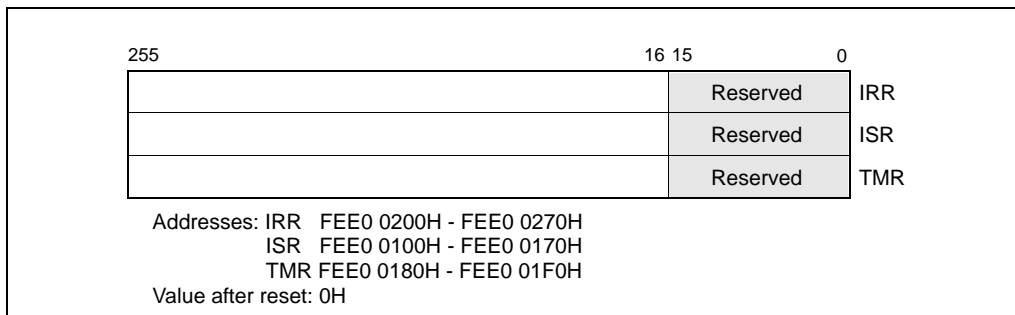 255 16 15 0
Reserved IRR
Reserved ISR
Reserved TMR
Addresses: IRR FEE0 0200H - FEE0 0270H
ISR FEE0 0100H - FEE0 0170H
TMR FEE0 0180H - FEE0 01F0H
Value after reset: 0H